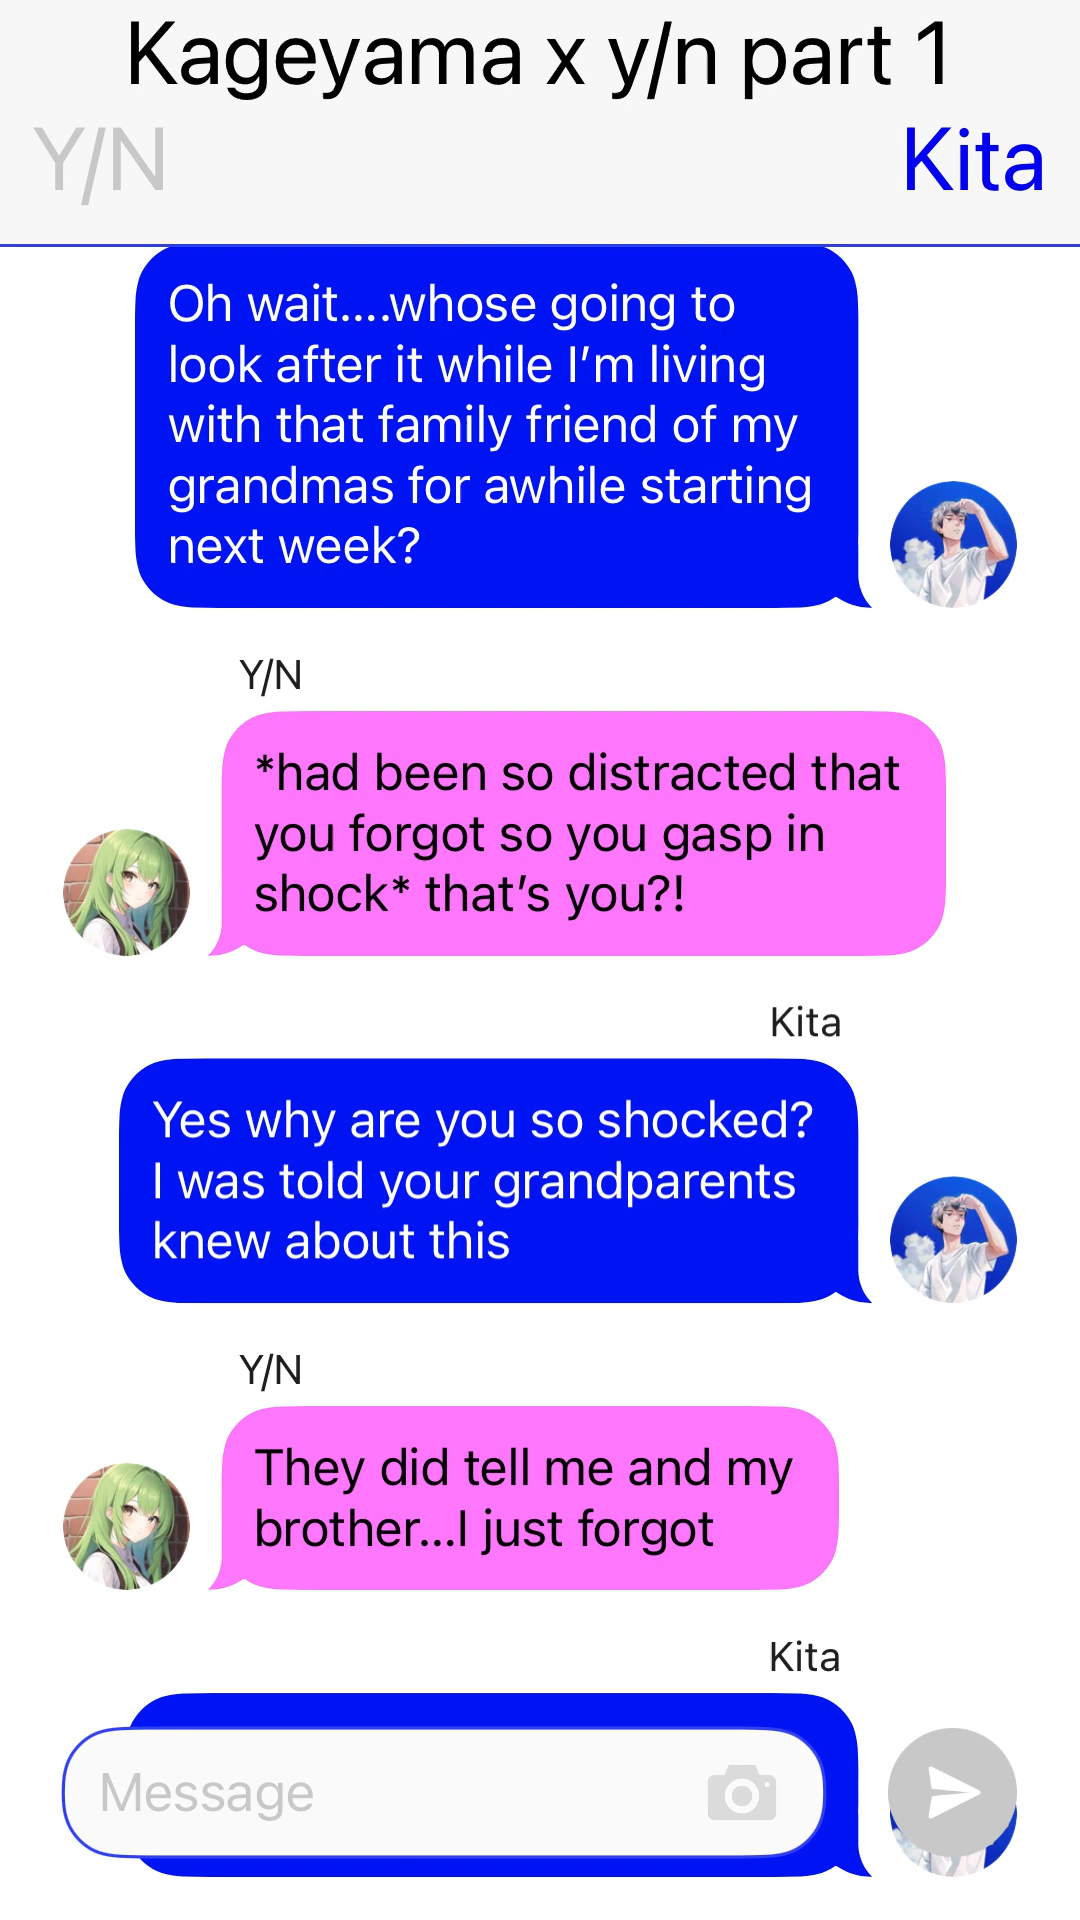 Kageyama x y/n part 1
Y/N
Kita
Oh wait....whose going to
look after it while I’m living
with that family friend of my
grandmas for awhile starting
next week?
Y/N
*had been so distracted that
you forgot so you gasp in
shock* that’s you?!
Kita
Yes why are you so shocked?
I was told your grandparents
knew about this
Y/N
They did tell me and my
brother...I just forgot
Kita
Message